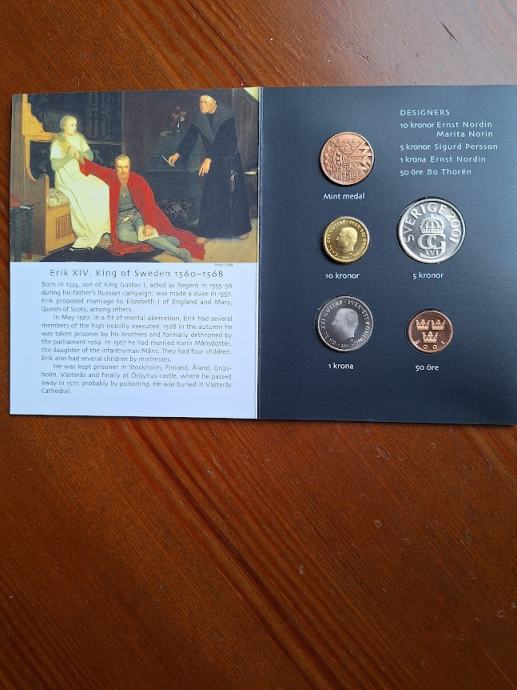 Erik XIV. King of Sweden 1560–1568
Born in 1533, son of King Gustav I, acted as Regent in 1555-56
during his father's Russian campaign, was made a duke in 1557.
Erik proposed marriage to Elizabeth I of England and Mary,
Queen of Scots, among others.
In May 1567, in a fit of mental aberration, Erik had several
members of the high nobility executed. 1568 in the autumn he
was taken prisoner by his brothers and formally dethroned by
the parliament 1569. In 1567 he had married Karin Månsdotter,
the daughter of the infantryman Måns. They had four children.
Erik also had several children by mistresses.
He was kept prisoner in Stockholm, Finland, Åland, Grips-
holm, Västerås and finally at Örbyhus castle, where he passed
away in 1577, probably by poisoning. He was buried in Västerås
Cathedral.
DESIGNERS
10 kronor Ernst Nordin
Marita Norin
5 kronor Sigurd Persson
1 krona Ernst Nordin
50 öre Bo Thorén
Mint medal
10 kronor
SVERIGE 2001
CG
XVI
5 kronor
1 krona
2001
50 öre